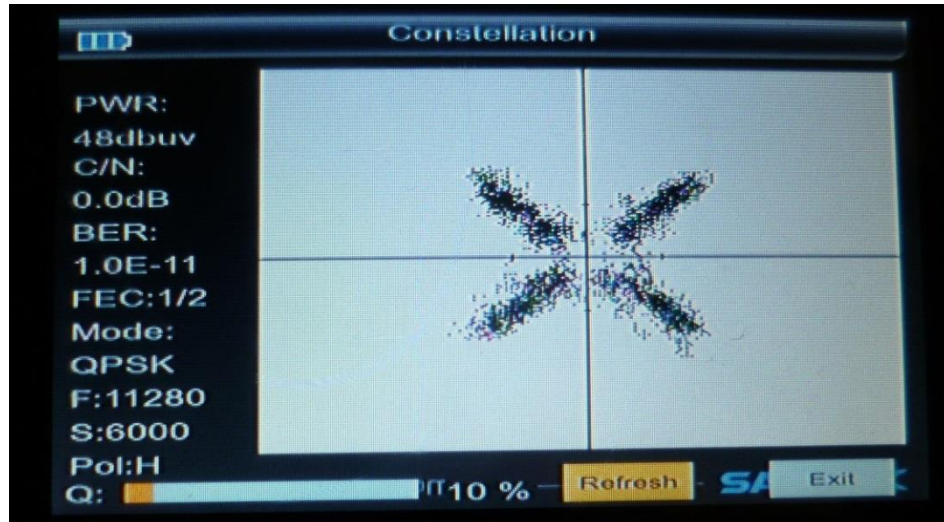 Constellation
PWR:
48dbuv
C/N:
0.0dB
BER:
1.0E-11
FEC:1/2
Mode:
QPSK
F:11280
S:6000
Pol:H
Q:
10 %
Refresh
Exit